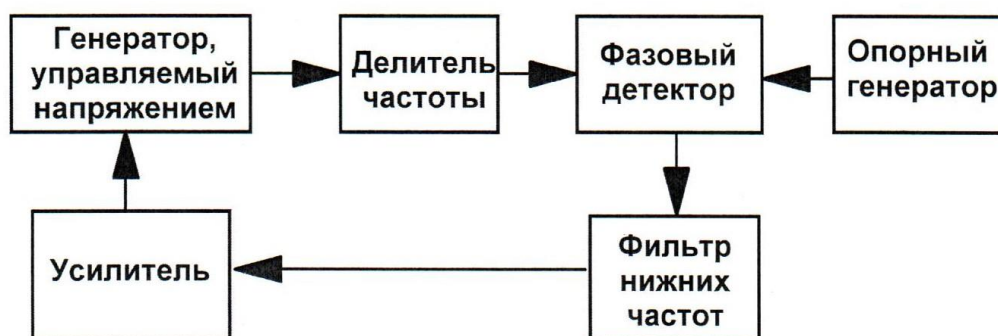 Генератор,
управляемый
напряжением
Делитель
частоты
Фазовый
детектор
Опорный
генератор
Усилитель
Фильтр
нижних
частот